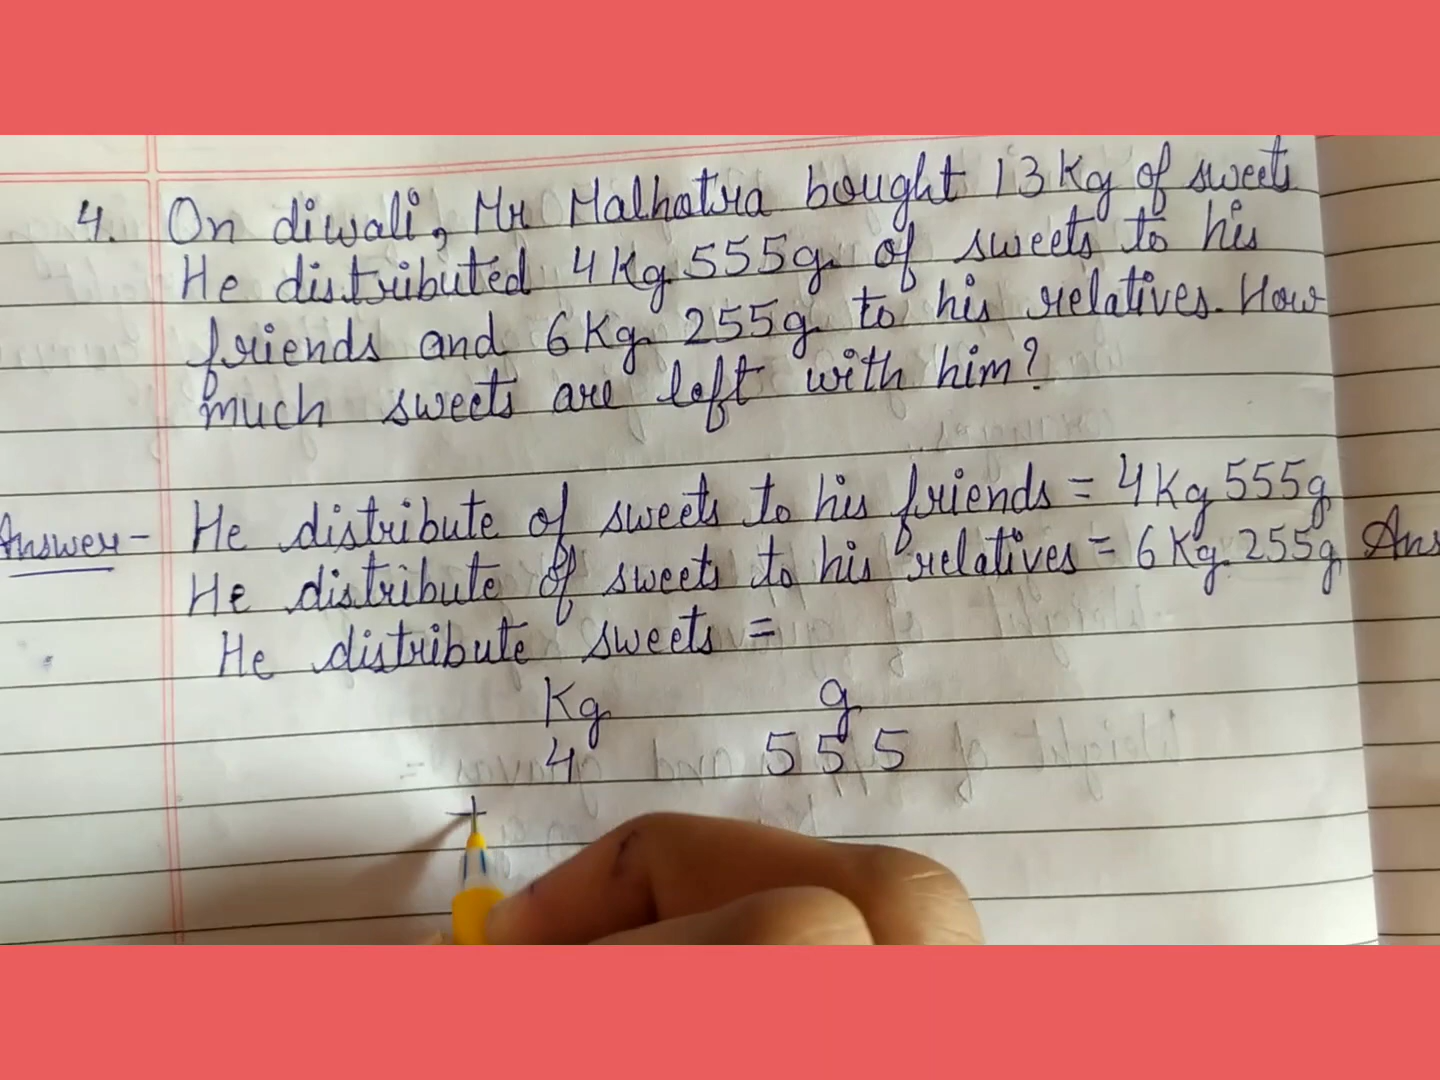 4. On diwali, Mr Malhotra bought 13 Kg of sweets
He distributed 4 Kg 555g. of sweets to his
friends and 6 Kg. 255g. to his relatives. How
much sweets are left with him?
Answer- He distribute of sweets to his friends = 4 Kg 555g
He distribute of sweets to his relatives = 6 Kg. 255g Ans
He distribute sweets =
Kg g
4 555
+